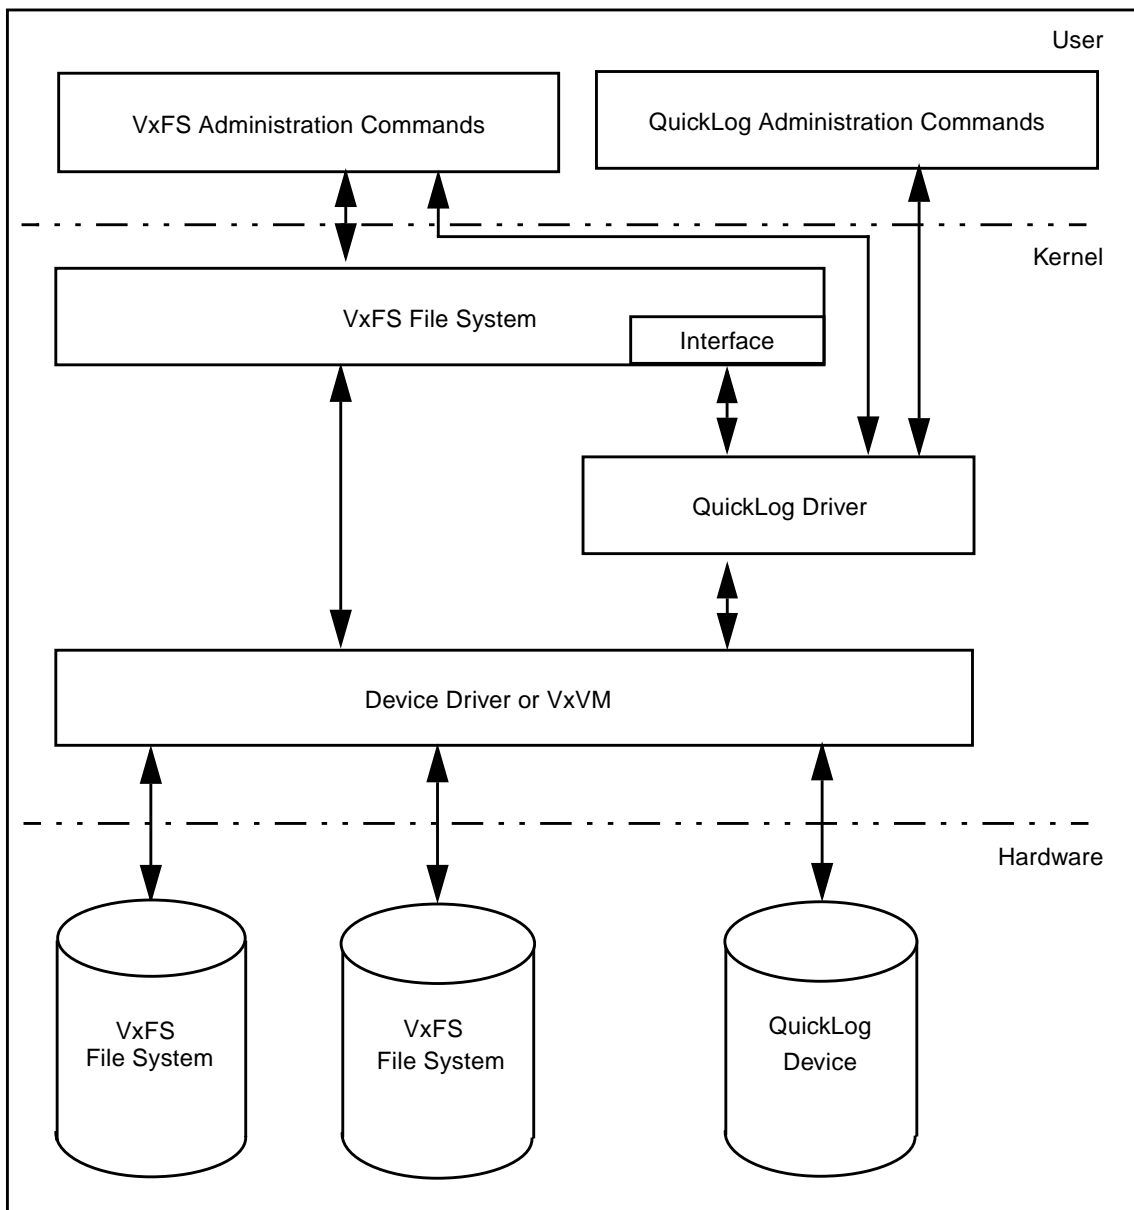 User
VxFS Administration Commands
QuickLog Administration Commands
Kernel
VxFS File System
Interface
QuickLog Driver
Device Driver or VxVM
Hardware
VxFS
File System
VxFS
File System
QuickLog
Device